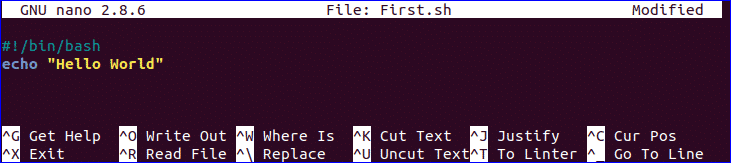 GNU nano 2.8.6 File: First.sh Modified
#!/bin/bash
echo "Hello World"
^G Get Help ^O Write Out ^W Where Is ^K Cut Text ^J Justify ^C Cur Pos
^X Exit ^R Read File ^\ Replace ^U Uncut Text ^T To Linter ^_ Go To Line